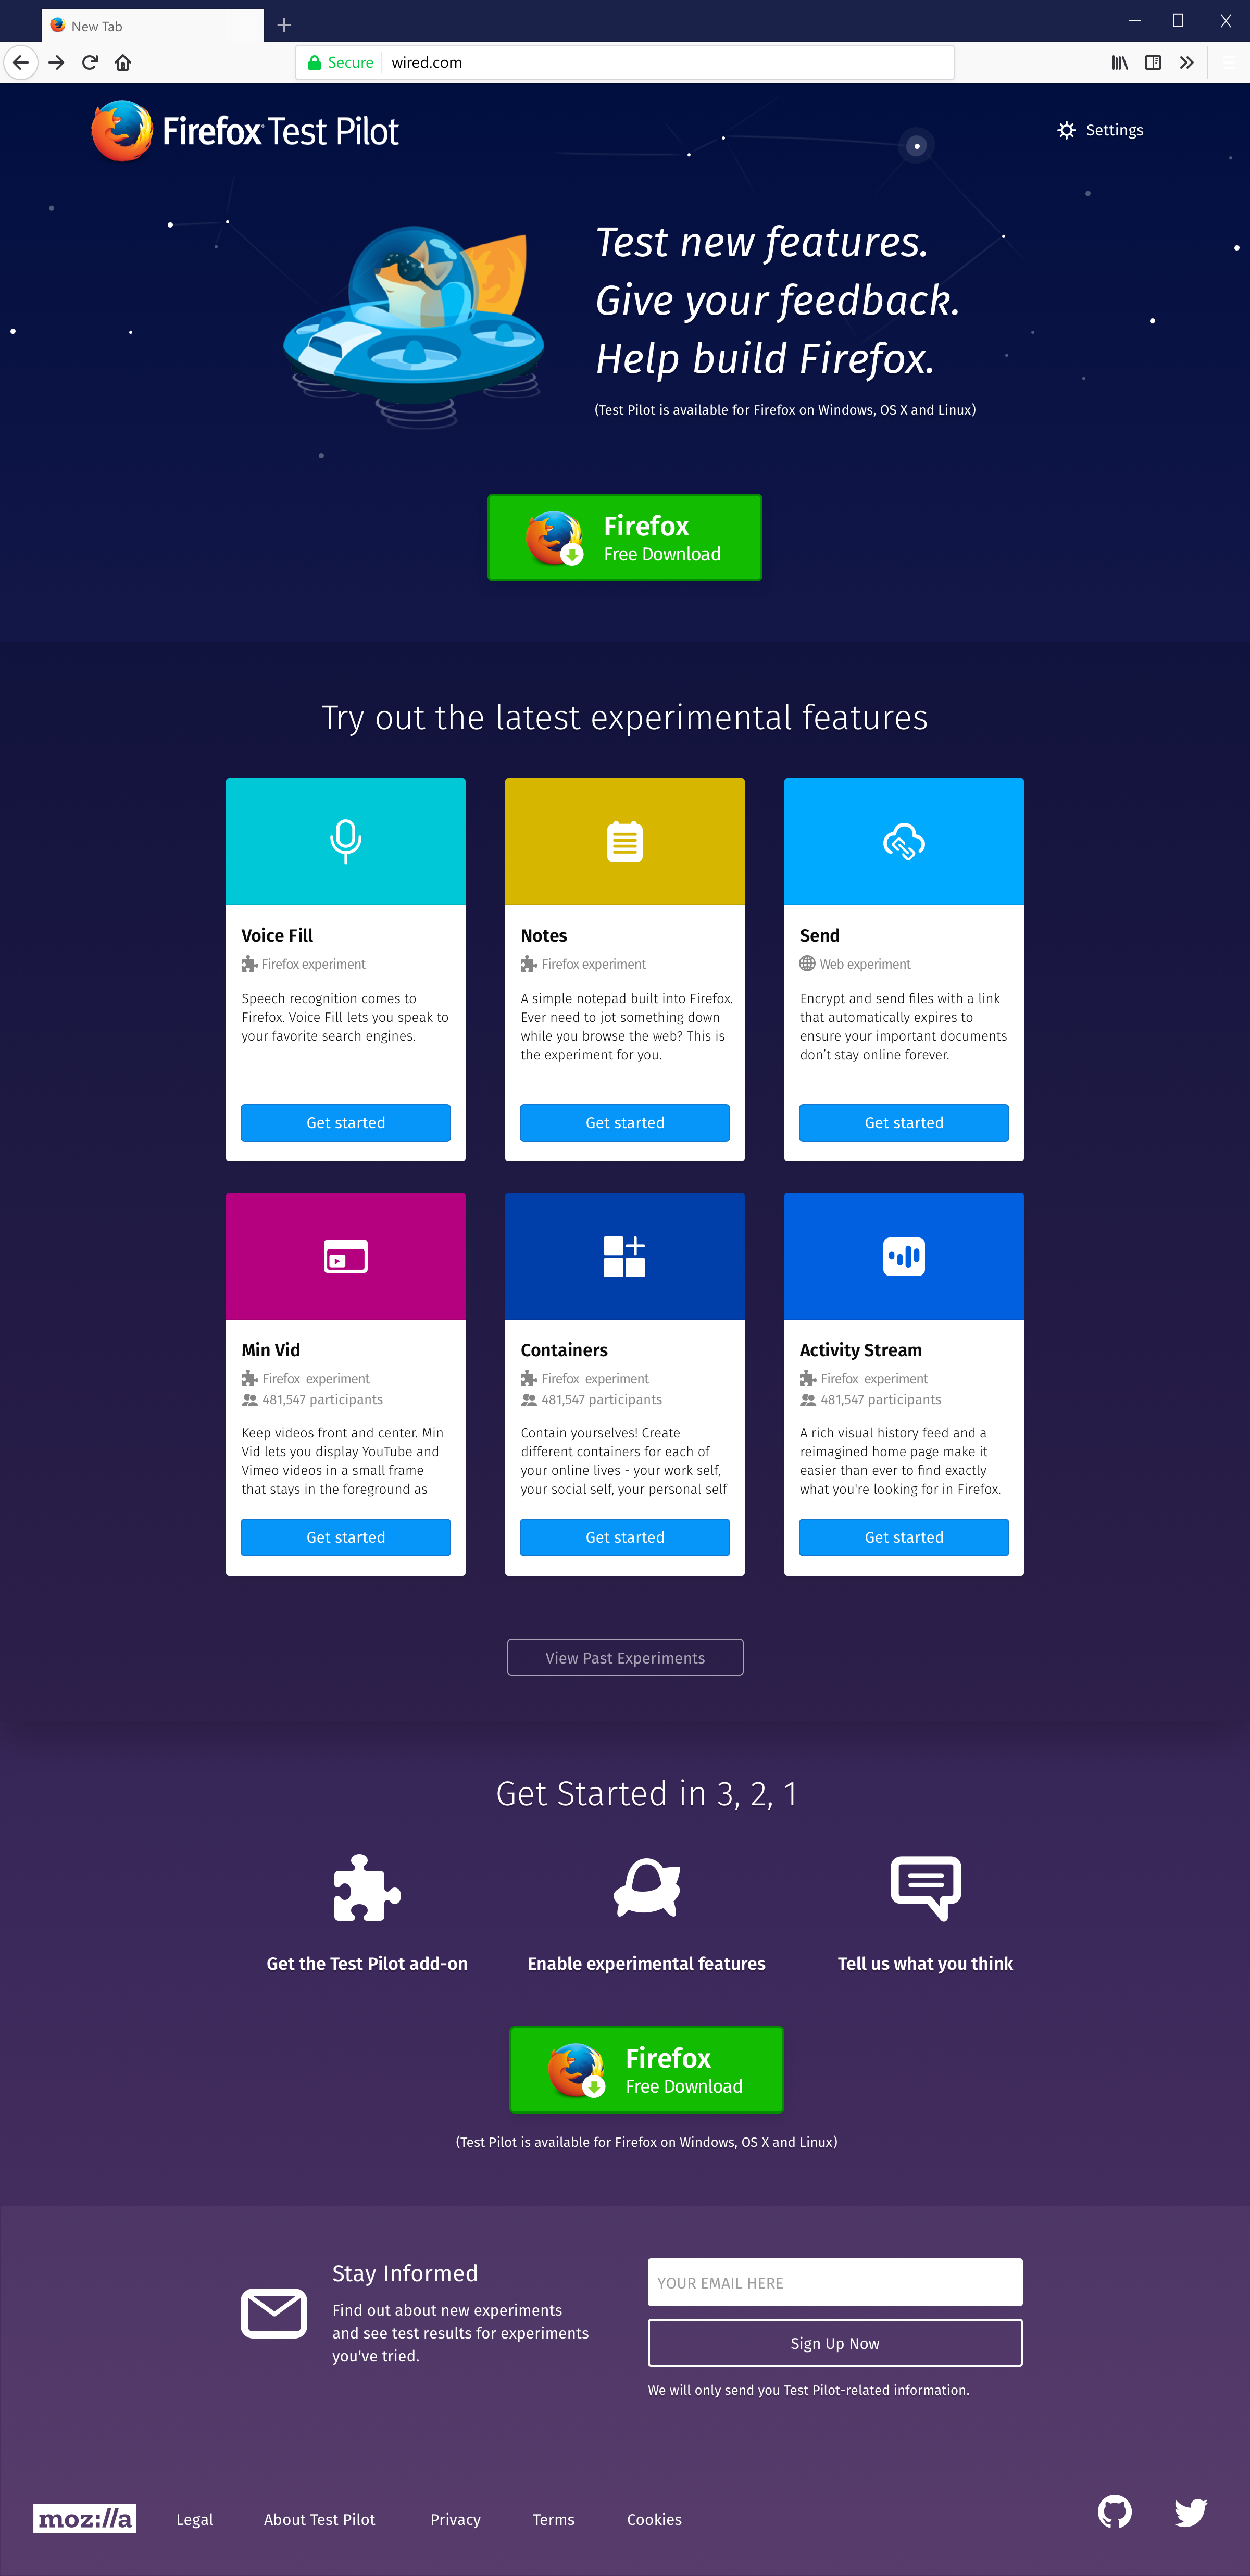 New Tab
Secure wired.com
Firefox Test Pilot
Settings
Test new features.
Give your feedback.
Help build Firefox.
(Test Pilot is available for Firefox on Windows, OS X and Linux)
Firefox
Free Download
Try out the latest experimental features
Voice Fill
Firefox experiment
Speech recognition comes to
Firefox. Voice Fill lets you speak to
your favorite search engines.
Get started
Notes
Firefox experiment
A simple notepad built into Firefox.
Ever need to jot something down
while you browse the web? This is
the experiment for you.
Get started
Send
Web experiment
Encrypt and send files with a link
that automatically expires to
ensure your important documents
don’t stay online forever.
Get started
Min Vid
Firefox experiment
481,547 participants
Keep videos front and center. Min
Vid lets you display YouTube and
Vimeo videos in a small frame
that stays in the foreground as
Get started
Containers
Firefox experiment
481,547 participants
Contain yourselves! Create
different containers for each of
your online lives - your work self,
your social self, your personal self
Get started
Activity Stream
Firefox experiment
481,547 participants
A rich visual history feed and a
reimagined home page make it
easier than ever to find exactly
what you're looking for in Firefox.
Get started
View Past Experiments
Get Started in 3, 2, 1
Get the Test Pilot add-on
Enable experimental features
Tell us what you think
Firefox
Free Download
(Test Pilot is available for Firefox on Windows, OS X and Linux)
Stay Informed
Find out about new experiments
and see test results for experiments
you've tried.
YOUR EMAIL HERE
Sign Up Now
We will only send you Test Pilot-related information.
moz://a
Legal
About Test Pilot
Privacy
Terms
Cookies